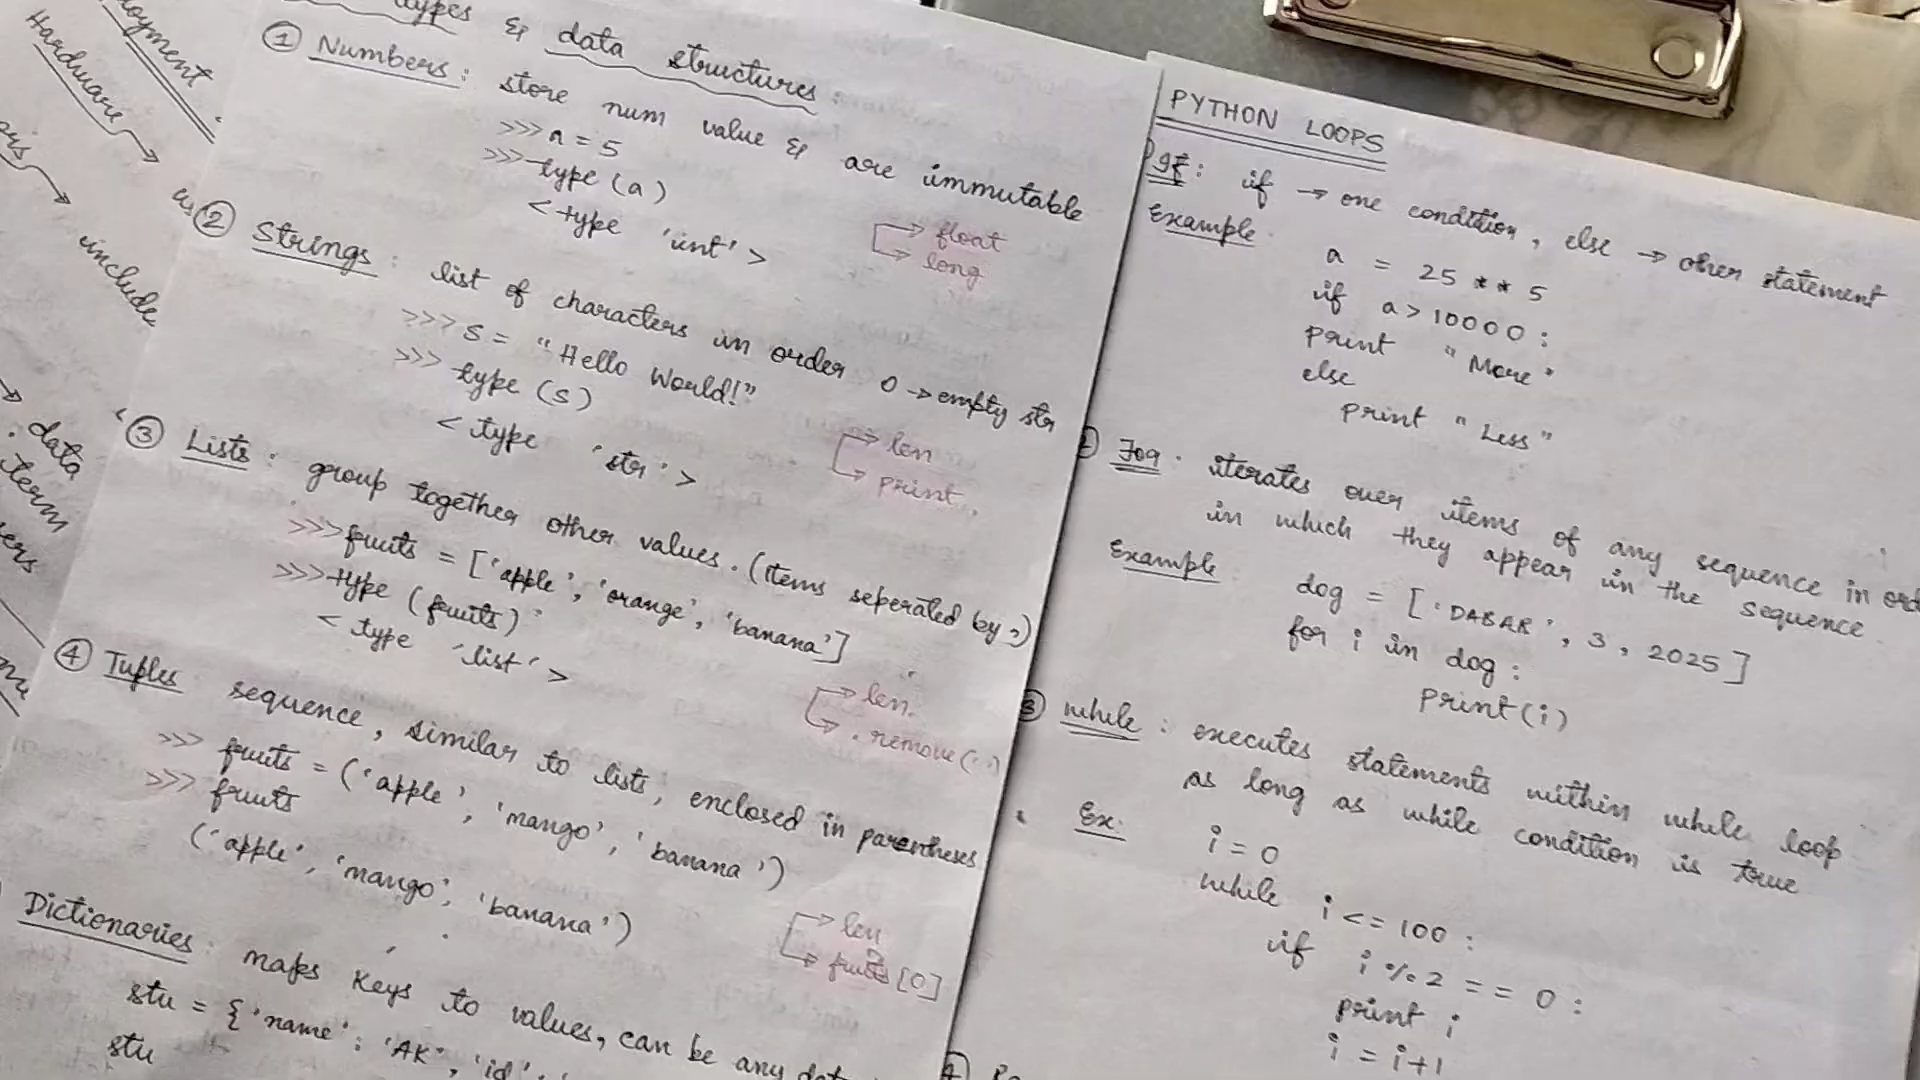 types & data structures:
① Numbers: store num value & are immutable
>>> a = 5
>>> type (a)
< type 'int' >
→ float
→ long
② Strings: list of characters in order 0 → empty str
>>> s = "Hello World!"
>>> type (s)
< type 'str' >
→ len
→ print
③ Lists: group together other values. (Items seperated by ,)
>>> fruits = ['apple', 'orange', 'banana']
>>> type (fruits)
< type 'list' >
→ len
→ .remove(' ')
④ Tuples sequence, similar to lists, enclosed in parentheses
>>> fruits = ('apple', 'mango', 'banana')
>>> fruits
('apple', 'mango', 'banana')
→ len
→ fruits [0]
Dictionaries: maps keys to values, can be any
stu = { 'name': 'AK', 'id':
stu
PYTHON LOOPS
If: if → one condition, else → other statement
Example
a = 25 ** 5
if a > 10000 :
print "More"
else
print "Less"
For. iterates over items of any sequence in
in which they appear in the sequence
Example
dog = ['DABAR', 3, 2025]
for i in dog :
print(i)
③ while: executes statements within while loop
as long as while condition is true
Ex:
i = 0
while i <= 100 :
if i % 2 == 0 :
print i
i = i+1
Hardware
include
data
item